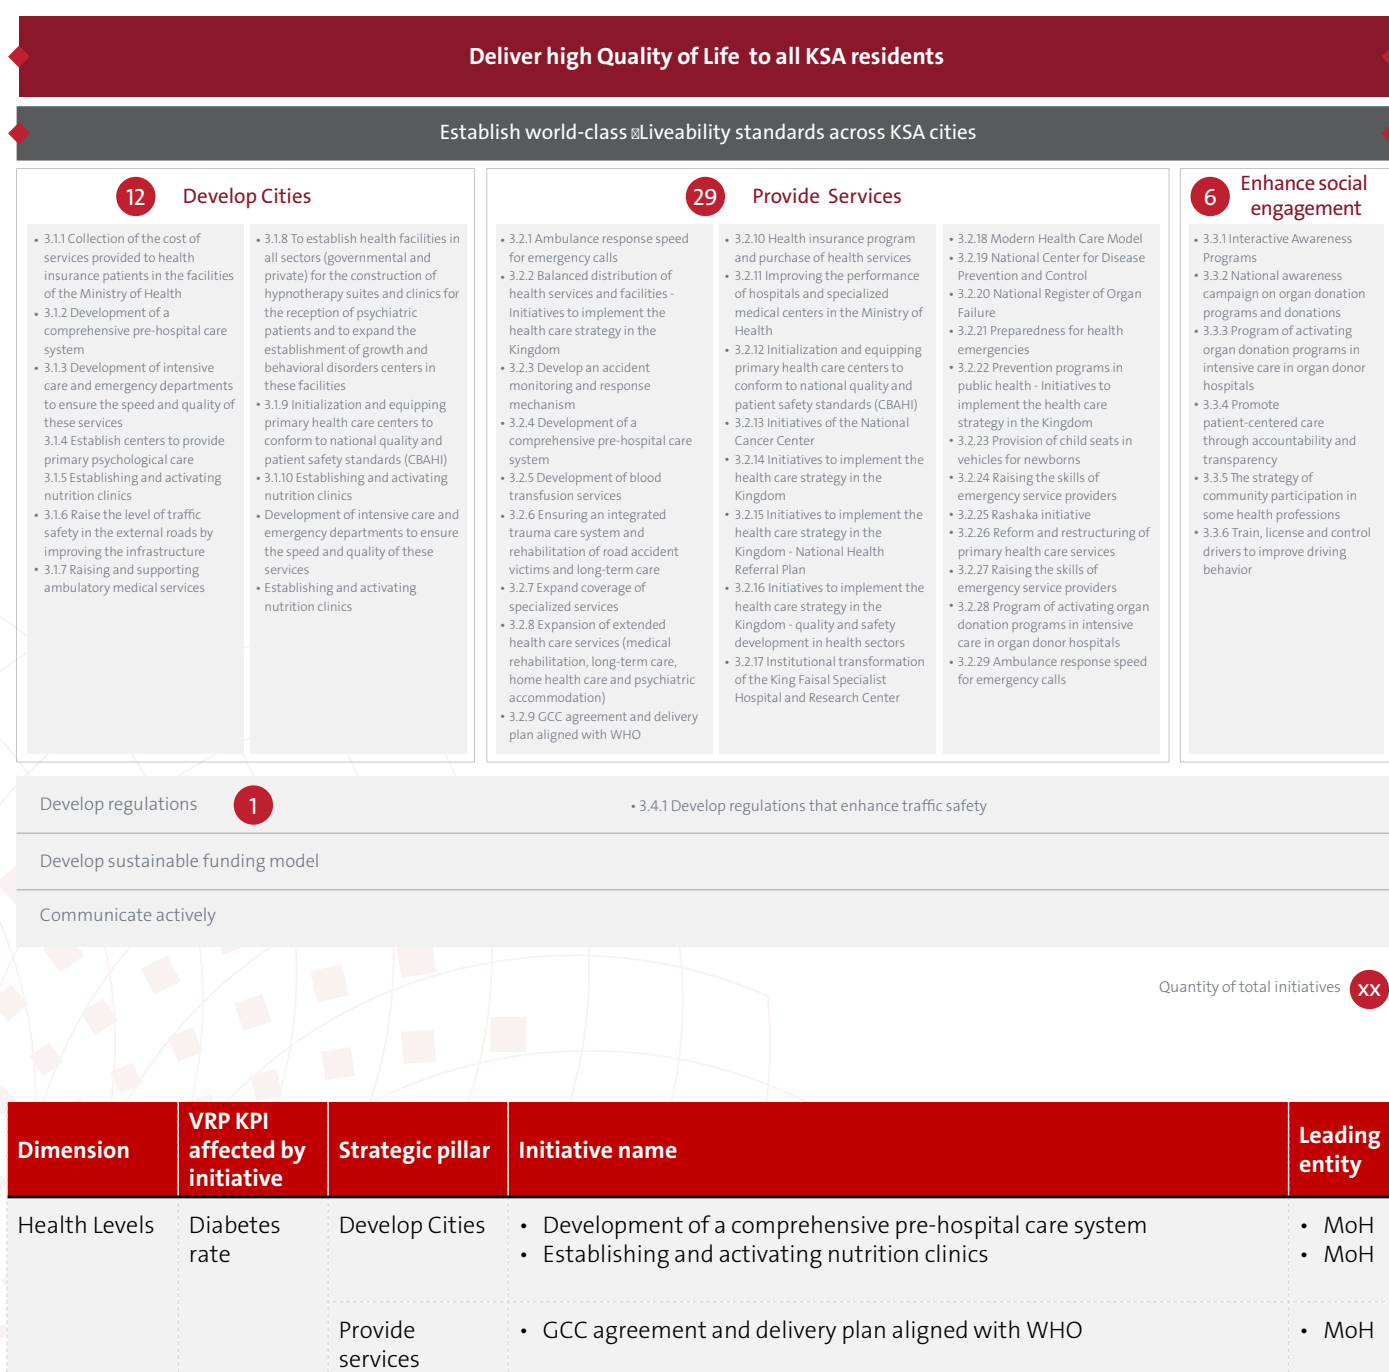 Deliver high Quality of Life to all KSA residents
Establish world-class Liveability standards across KSA cities
12 Develop Cities
• 3.1.1 Collection of the cost of
services provided to health
insurance patients in the facilities
of the Ministry of Health
• 3.1.2 Development of a
comprehensive pre-hospital care
system
• 3.1.3 Development of intensive
care and emergency departments
to ensure the speed and quality of
these services
3.1.4 Establish centers to provide
primary psychological care
3.1.5 Establishing and activating
nutrition clinics
• 3.1.6 Raise the level of traffic
safety in the external roads by
improving the infrastructure
• 3.1.7 Raising and supporting
ambulatory medical services
• 3.1.8 To establish health facilities in
all sectors (governmental and
private) for the construction of
hypnotherapy suites and clinics for
the reception of psychiatric
patients and to expand the
establishment of growth and
behavioral disorders centers in
these facilities
• 3.1.9 Initialization and equipping
primary health care centers to
conform to national quality and
patient safety standards (CBAHI)
• 3.1.10 Establishing and activating
nutrition clinics
• Development of intensive care and
emergency departments to ensure
the speed and quality of these
services
• Establishing and activating
nutrition clinics
29 Provide Services
• 3.2.1 Ambulance response speed
for emergency calls
• 3.2.2 Balanced distribution of
health services and facilities -
Initiatives to implement the
health care strategy in the
Kingdom
• 3.2.3 Develop an accident
monitoring and response
mechanism
• 3.2.4 Development of a
comprehensive pre-hospital care
system
• 3.2.5 Development of blood
transfusion services
• 3.2.6 Ensuring an integrated
trauma care system and
rehabilitation of road accident
victims and long-term care
• 3.2.7 Expand coverage of
specialized services
• 3.2.8 Expansion of extended
health care services (medical
rehabilitation, long-term care,
home health care and psychiatric
accommodation)
• 3.2.9 GCC agreement and delivery
plan aligned with WHO
• 3.2.10 Health insurance program
and purchase of health services
• 3.2.11 Improving the performance
of hospitals and specialized
medical centers in the Ministry of
Health
• 3.2.12 Initialization and equipping
primary health care centers to
conform to national quality and
patient safety standards (CBAHI)
• 3.2.13 Initiatives of the National
Cancer Center
• 3.2.14 Initiatives to implement the
health care strategy in the
Kingdom
• 3.2.15 Initiatives to implement the
health care strategy in the
Kingdom - National Health
Referral Plan
• 3.2.16 Initiatives to implement the
health care strategy in the
Kingdom - quality and safety
development in health sectors
• 3.2.17 Institutional transformation
of the King Faisal Specialist
Hospital and Research Center
• 3.2.18 Modern Health Care Model
• 3.2.19 National Center for Disease
Prevention and Control
• 3.2.20 National Register of Organ
Failure
• 3.2.21 Preparedness for health
emergencies
• 3.2.22 Prevention programs in
public health - Initiatives to
implement the health care
strategy in the Kingdom
• 3.2.23 Provision of child seats in
vehicles for newborns
• 3.2.24 Raising the skills of
emergency service providers
• 3.2.25 Rashaka initiative
• 3.2.26 Reform and restructuring of
primary health care services
• 3.2.27 Raising the skills of
emergency service providers
• 3.2.28 Program of activating organ
donation programs in intensive
care in organ donor hospitals
• 3.2.29 Ambulance response speed
for emergency calls
6 Enhance social
engagement
• 3.3.1 Interactive Awareness
Programs
• 3.3.2 National awareness
campaign on organ donation
programs and donations
• 3.3.3 Program of activating
organ donation programs in
intensive care in organ donor
hospitals
• 3.3.4 Promote
patient-centered care
through accountability and
transparency
• 3.3.5 The strategy of
community participation in
some health professions
• 3.3.6 Train, license and control
drivers to improve driving
behavior
Develop regulations 1 • 3.4.1 Develop regulations that enhance traffic safety
Develop sustainable funding model
Communicate actively
Quantity of total initiatives XX
Dimension
VRP KPI
affected by
initiative
Strategic pillar
Initiative name
Leading
entity
Health Levels
Diabetes
rate
Develop Cities
• Development of a comprehensive pre-hospital care system
• Establishing and activating nutrition clinics
• MoH
• MoH
Provide
services
• GCC agreement and delivery plan aligned with WHO
• MoH